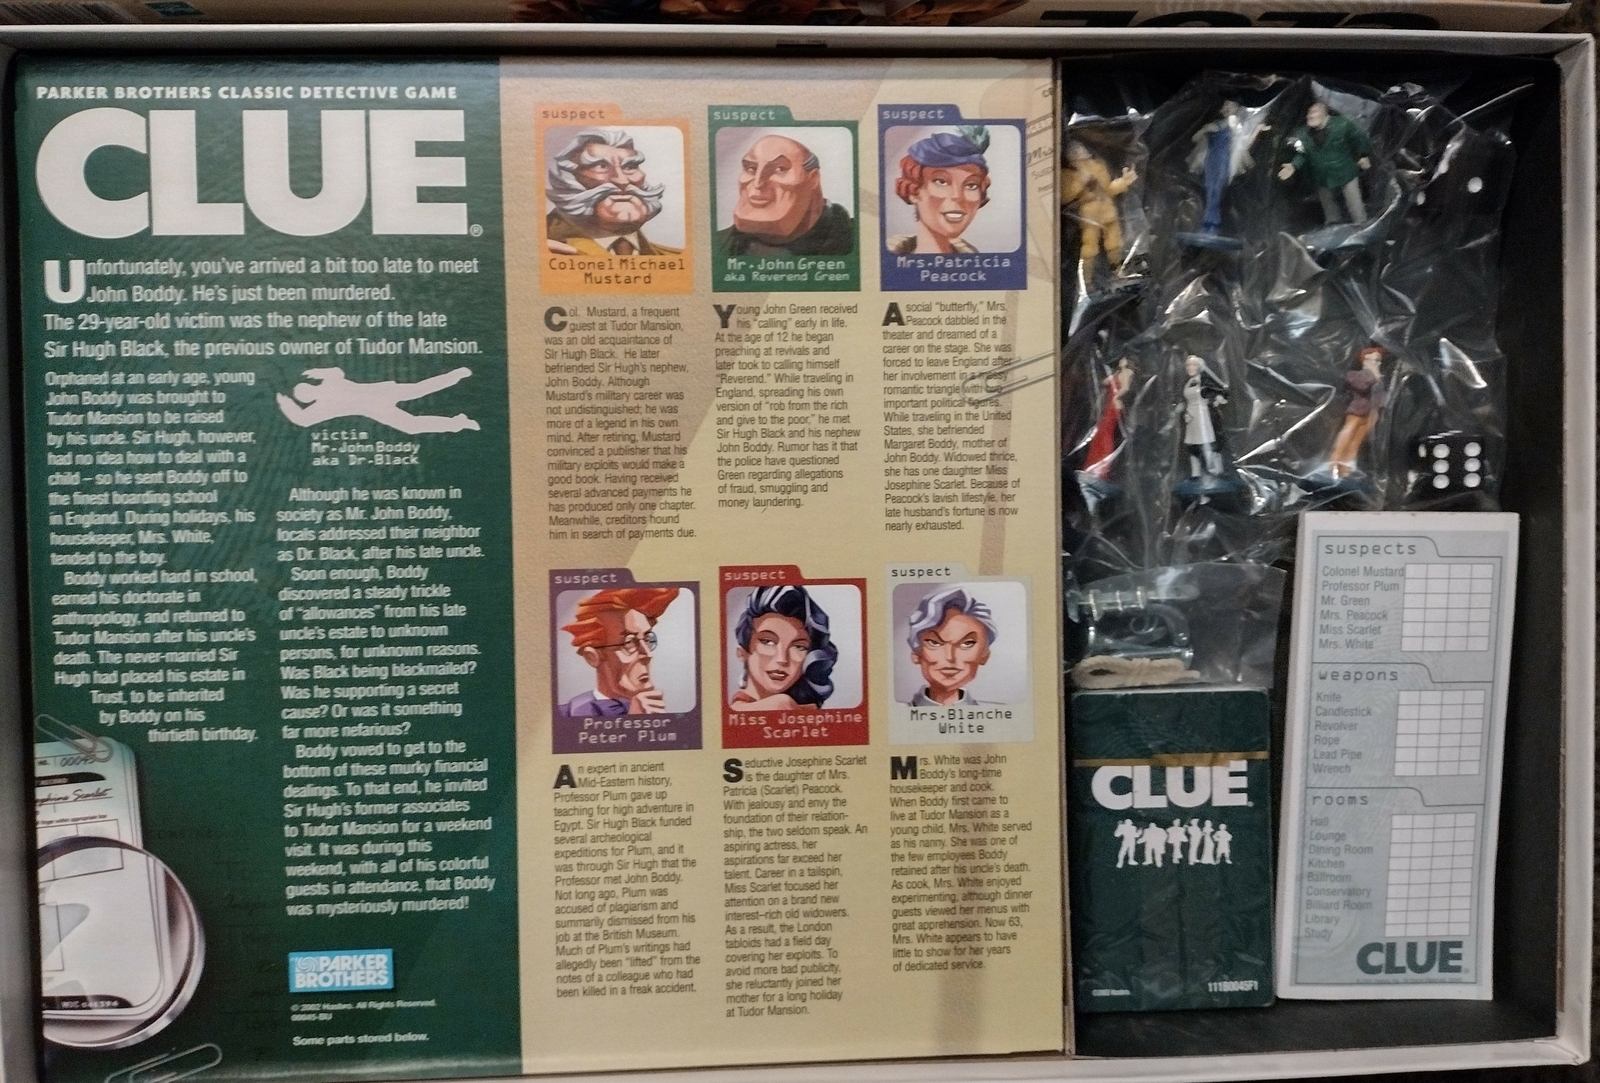 PARKER BROTHERS CLASSIC DETECTIVE GAME
CLUE®
Unfortunately, you've arrived a bit too late to meet
John Boddy. He's just been murdered.
The 29-year-old victim was the nephew of the late
Sir Hugh Black, the previous owner of Tudor Mansion.
Orphaned at an early age, young
John Boddy was brought to
Tudor Mansion to be raised
by his uncle. Sir Hugh, however,
had no idea how to deal with a
child – so he sent Boddy off to
the finest boarding school
in England. During holidays, his
housekeeper, Mrs. White,
tended to the boy.
Boddy worked hard in school,
earned his doctorate in
anthropology, and returned to
Tudor Mansion after his uncle's
death. The never-married Sir
Hugh had placed his estate in
Trust, to be inherited
by Boddy on his
thirtieth birthday.
victim
Mr. John Boddy
aka Dr. Black
Although he was known in
society as Mr. John Boddy,
locals addressed their neighbor
as Dr. Black, after his late uncle.
Soon enough, Boddy
discovered a steady trickle
of "allowances" from his late
uncle's estate to unknown
persons, for unknown reasons.
Was Black being blackmailed?
Was he supporting a secret
cause? Or was it something
far more nefarious?
Boddy vowed to get to the
bottom of these murky financial
dealings. To that end, he invited
Sir Hugh's former associates
to Tudor Mansion for a weekend
visit. It was during this
weekend, with all of his colorful
guests in attendance, that Boddy
was mysteriously murdered!
PARKER
BROTHERS
© 2002 Hasbro. All Rights Reserved.
00045-BU
Some parts stored below.
suspect
Colonel Michael
Mustard
Col. Mustard, a frequent
guest at Tudor Mansion,
was an old acquaintance of
Sir Hugh Black. He later
befriended Sir Hugh's nephew,
John Boddy. Although
Mustard's military career was
not undistinguished; he was
more of a legend in his own
mind. After retiring, Mustard
convinced a publisher that his
military exploits would make a
good book. Having received
several advanced payments he
has produced only one chapter.
Meanwhile, creditors hound
him in search of payments due.
suspect
Mr. John Green
aka Reverend Green
Young John Green received
his "calling" early in life.
At the age of 12 he began
preaching at revivals and
later took to calling himself
"Reverend." While traveling in
England, spreading his own
version of "rob from the rich
and give to the poor," he met
Sir Hugh Black and his nephew
John Boddy. Rumor has it that
the police have questioned
Green regarding allegations
of fraud, smuggling and
money laundering.
suspect
Mrs. Patricia
Peacock
A social "butterfly," Mrs.
Peacock dabbled in the
theater and dreamed of a
career on the stage. She was
forced to leave England after
her involvement in a messy
romantic triangle with two
important political figures.
While traveling in the United
States, she befriended
Margaret Boddy, mother of
John Boddy. Widowed thrice,
she has one daughter Miss
Josephine Scarlet. Because of
Peacock's lavish lifestyle, her
late husband's fortune is now
nearly exhausted.
suspect
Professor
Peter Plum
An expert in ancient
Mid-Eastern history,
Professor Plum gave up
teaching for high adventure in
Egypt. Sir Hugh Black funded
several archeological
expeditions for Plum, and it
was through Sir Hugh that the
Professor met John Boddy.
Not long ago, Plum was
accused of plagiarism and
summarily dismissed from his
job at the British Museum.
Much of Plum's writings had
allegedly been "lifted" from the
notes of a colleague who had
been killed in a freak accident.
suspect
Miss Josephine
Scarlet
Seductive Josephine Scarlet
is the daughter of Mrs.
Patricia (Scarlet) Peacock.
With jealousy and envy the
foundation of their relation-
ship, the two seldom speak. An
aspiring actress, her
aspirations far exceed her
talent. Career in a tailspin,
Miss Scarlet focused her
attention on a brand new
interest–rich old widowers.
As a result, the London
tabloids had a field day
covering her exploits. To
avoid more bad publicity,
she reluctantly joined her
mother for a long holiday
at Tudor Mansion.
suspect
Mrs. Blanche
White
Mrs. White was John
Boddy's long-time
housekeeper and cook.
When Boddy first came to
live at Tudor Mansion as a
young child, Mrs. White served
as his nanny. She was one of
the few employees Boddy
retained after his uncle's death.
As cook, Mrs. White enjoyed
experimenting, although dinner
guests viewed her menus with
great apprehension. Now 63,
Mrs. White appears to have
little to show for her years
of dedicated service.
CLUE
©2002 Hasbro.
111B0045F1
suspects
Colonel Mustard
Professor Plum
Mr. Green
Mrs. Peacock
Miss Scarlet
Mrs. White
weapons
Knife
Candlestick
Revolver
Rope
Lead Pipe
Wrench
rooms
Hall
Lounge
Dining Room
Kitchen
Ballroom
Conservatory
Billiard Room
Library
Study
CLUE